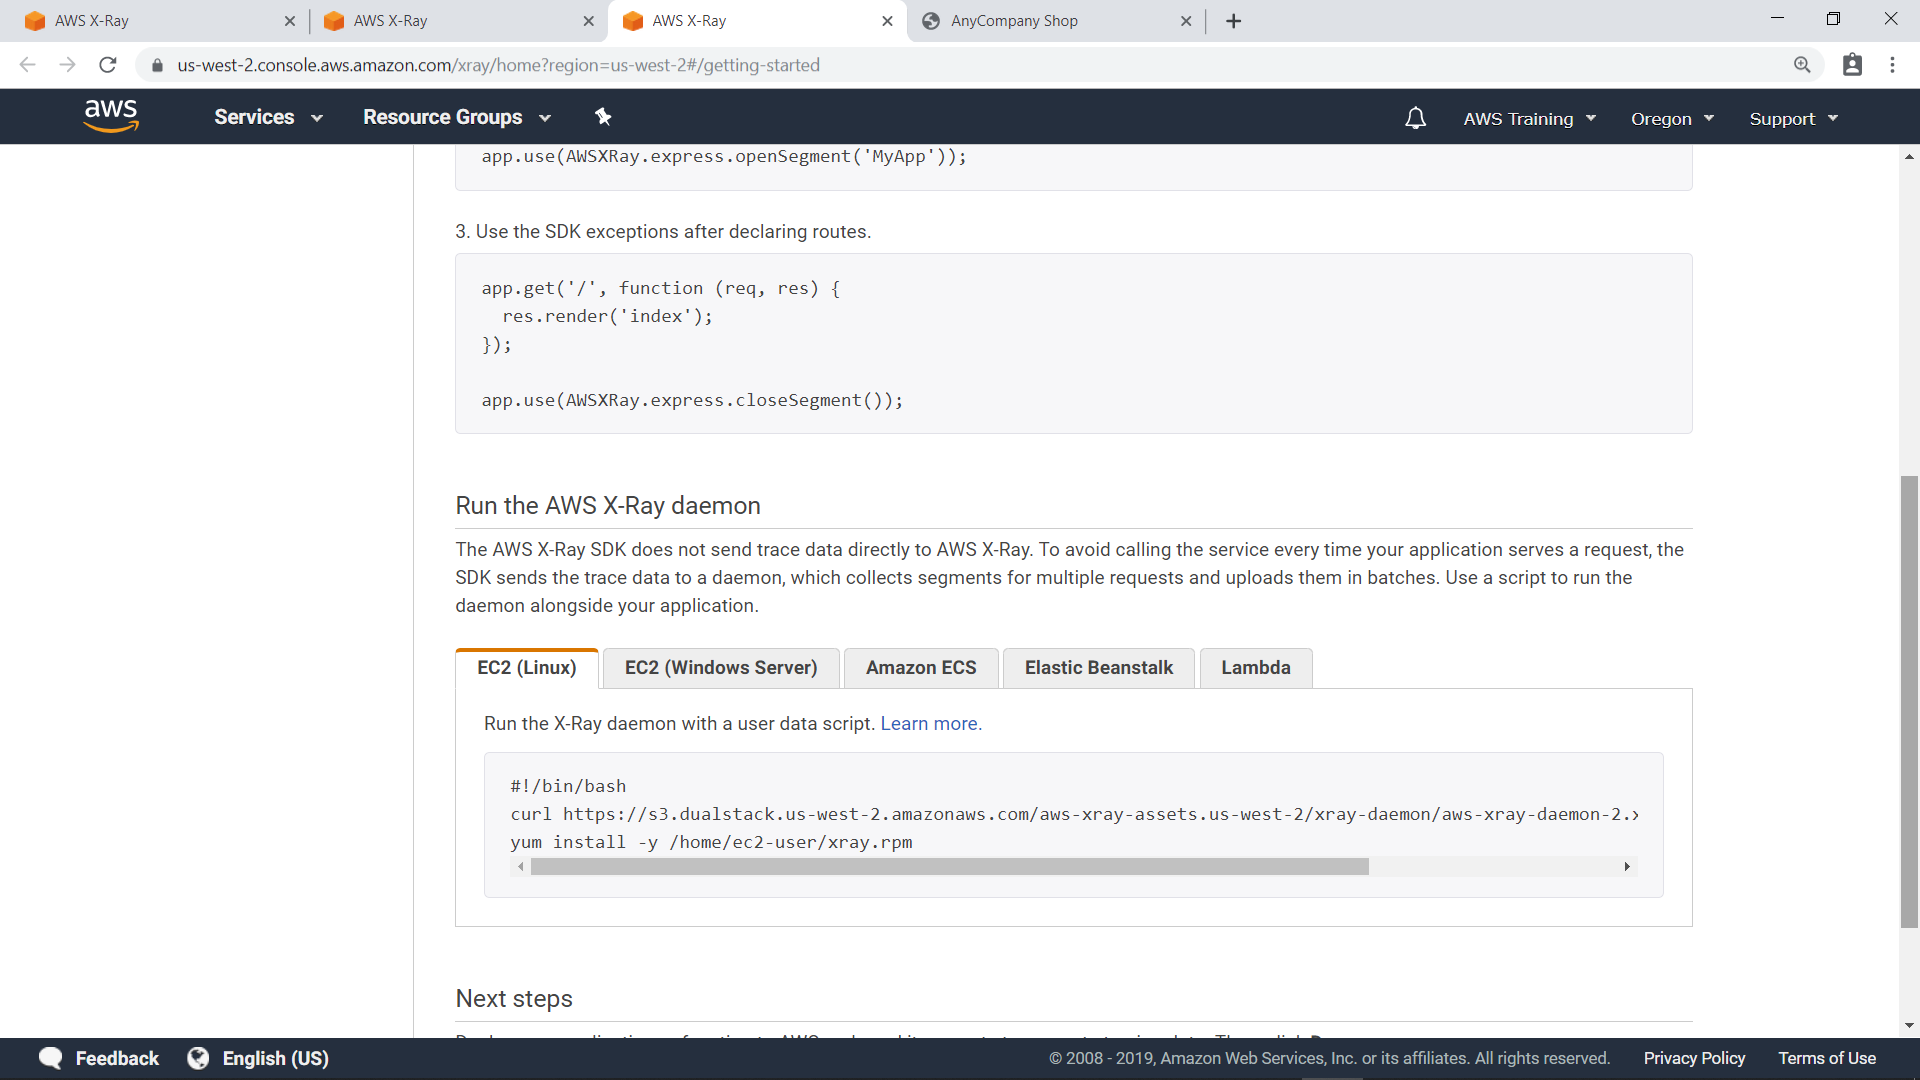 AWS X-Ray
AWS X-Ray
AWS X-Ray
AnyCompany Shop
us-west-2.console.aws.amazon.com/xray/home?region=us-west-2#/getting-started
aws
Services
Resource Groups
AWS Training
Oregon
Support
app.use(AWSXRay.express.openSegment('MyApp'));
3. Use the SDK exceptions after declaring routes.
app.get('/', function (req, res) {
res.render('index');
});
app.use(AWSXRay.express.closeSegment());
Run the AWS X-Ray daemon
The AWS X-Ray SDK does not send trace data directly to AWS X-Ray. To avoid calling the service every time your application serves a request, the
SDK sends the trace data to a daemon, which collects segments for multiple requests and uploads them in batches. Use a script to run the
daemon alongside your application.
EC2 (Linux)
EC2 (Windows Server)
Amazon ECS
Elastic Beanstalk
Lambda
Run the X-Ray daemon with a user data script. Learn more.
#!/bin/bash
curl https://s3.dualstack.us-west-2.amazonaws.com/aws-xray-assets.us-west-2/xray-daemon/aws-xray-daemon-2.x
yum install -y /home/ec2-user/xray.rpm
Next steps
Feedback
English (US)
© 2008 - 2019, Amazon Web Services, Inc. or its affiliates. All rights reserved.
Privacy Policy
Terms of Use